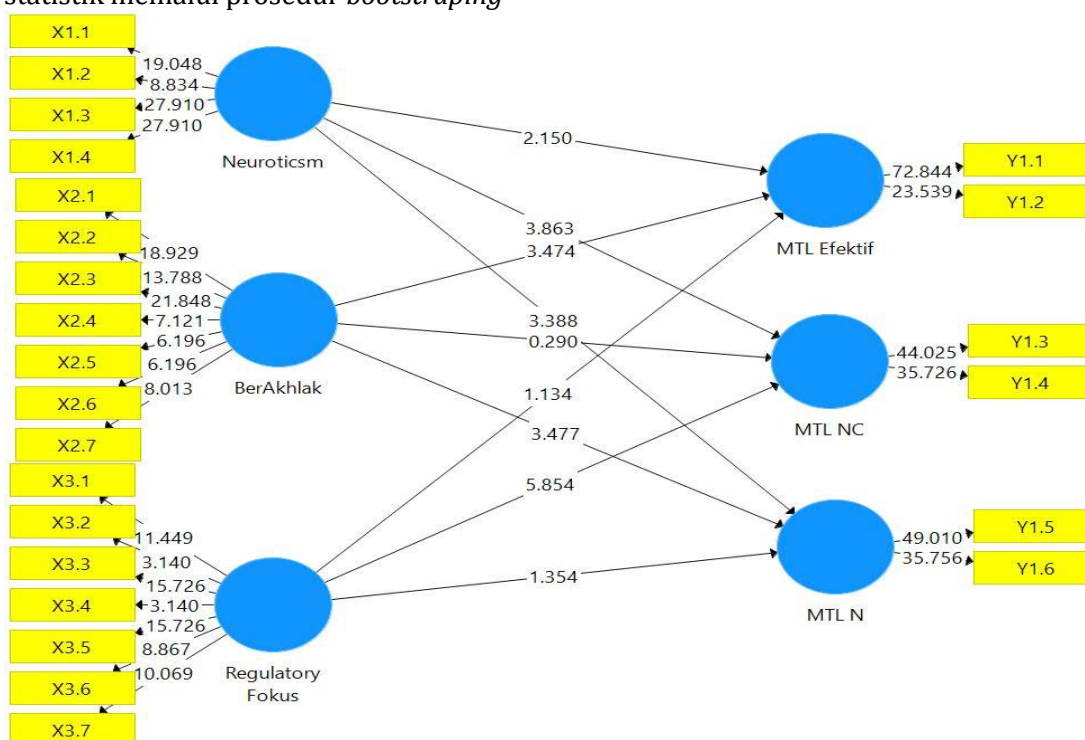 statistik melalui prosedur bootstraping
X1.1
X1.2
X1.3
X1.4
19.048
8.834
27.910
27.910
Neuroticsm
X2.1
X2.2
X2.3
X2.4
X2.5
X2.6
X2.7
18.929
13.788
21.848
7.121
6.196
6.196
8.013
BerAkhlak
X3.1
X3.2
X3.3
X3.4
X3.5
X3.6
X3.7
11.449
3.140
15.726
3.140
15.726
8.867
10.069
Regulatory
Fokus
2.150
3.863
3.474
3.388
0.290
1.134
3.477
5.854
1.354
MTL Efektif
72.844
23.539
Y1.1
Y1.2
MTL NC
44.025
35.726
Y1.3
Y1.4
MTL N
49.010
35.756
Y1.5
Y1.6